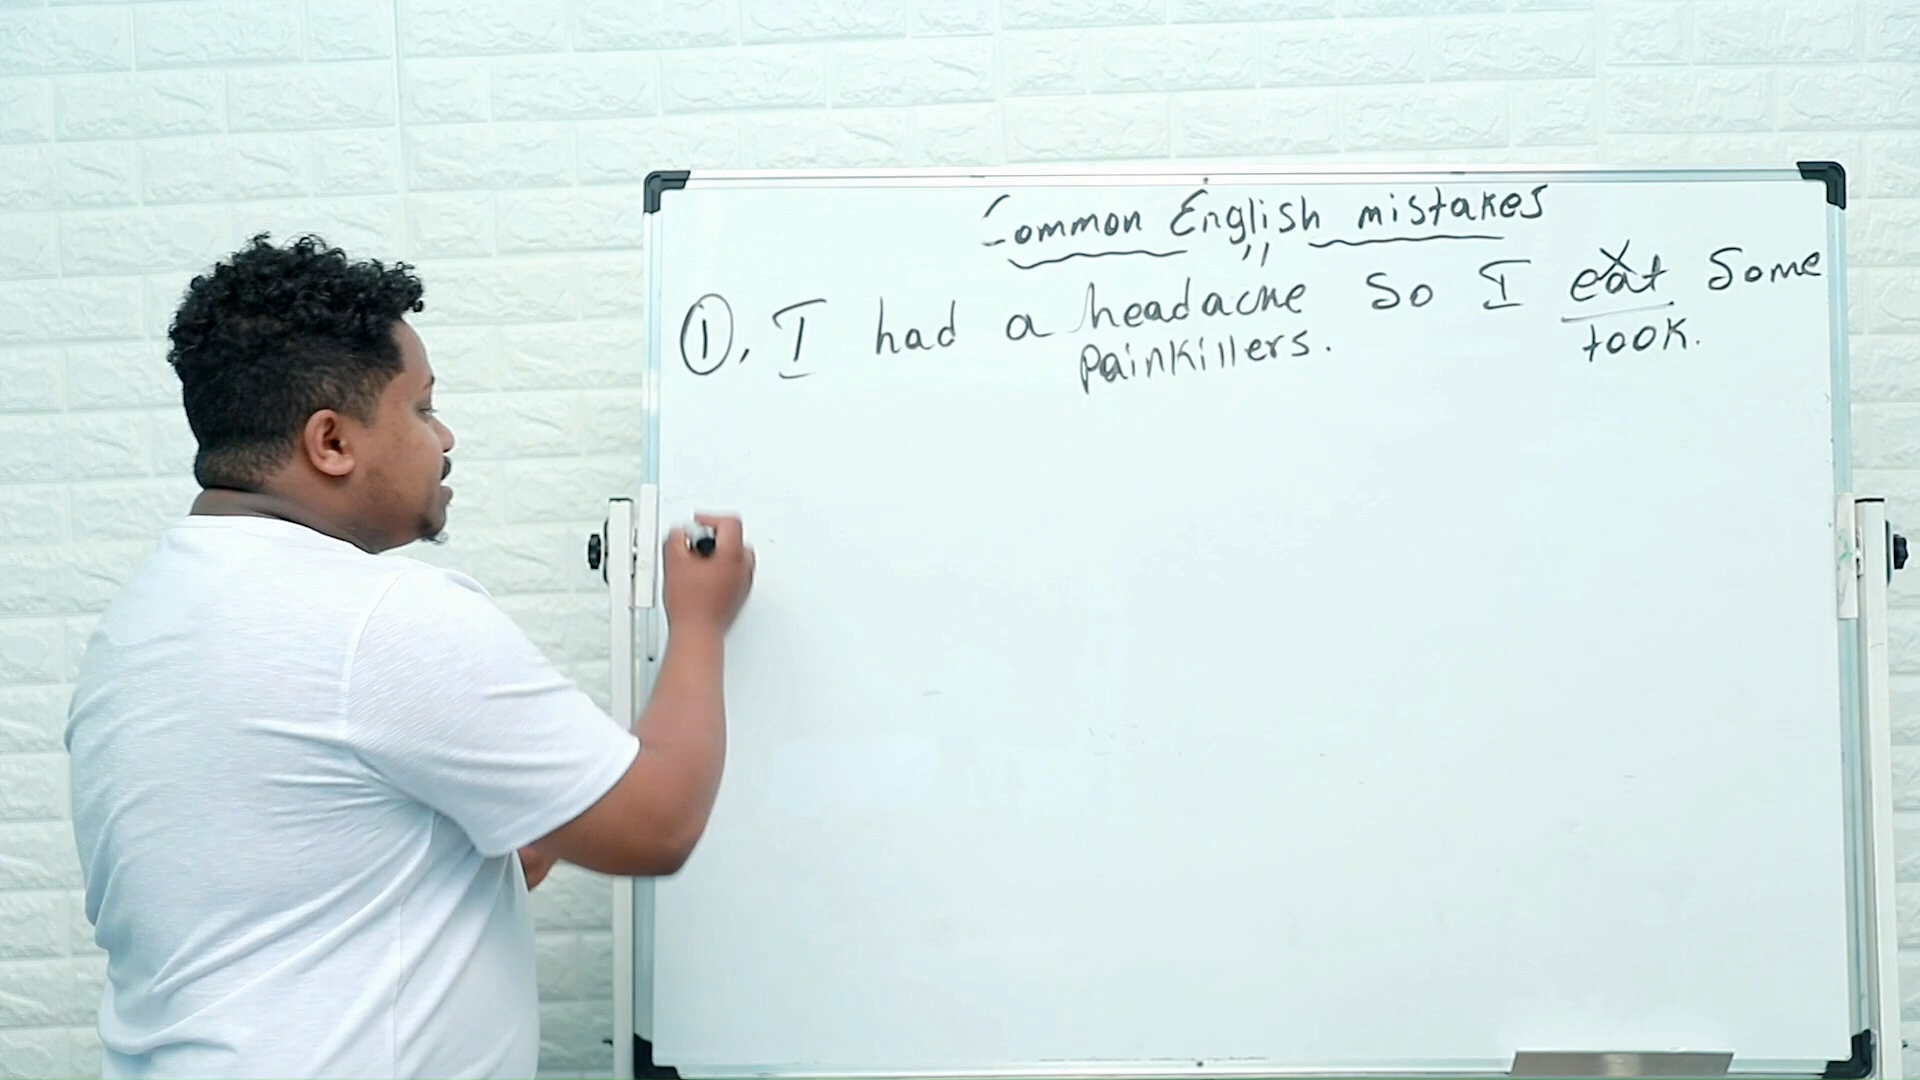 Common English mistakes
①, I had a headache so I eat some
painkillers.
took.